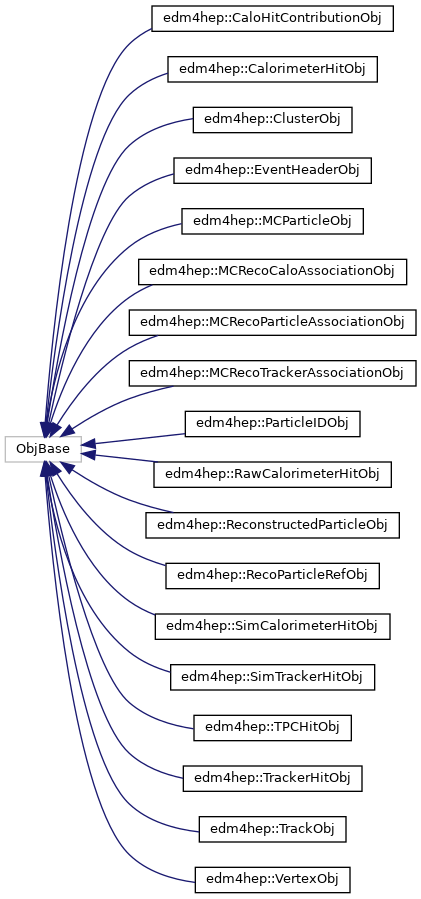 edm4hep::CaloHitContributionObj
edm4hep::CalorimeterHitObj
edm4hep::ClusterObj
edm4hep::EventHeaderObj
edm4hep::MCParticleObj
edm4hep::MCRecoCaloAssociationObj
edm4hep::MCRecoParticleAssociationObj
edm4hep::MCRecoTrackerAssociationObj
edm4hep::ParticleIDObj
ObjBase
edm4hep::RawCalorimeterHitObj
edm4hep::ReconstructedParticleObj
edm4hep::RecoParticleRefObj
edm4hep::SimCalorimeterHitObj
edm4hep::SimTrackerHitObj
edm4hep::TPCHitObj
edm4hep::TrackerHitObj
edm4hep::TrackObj
edm4hep::VertexObj